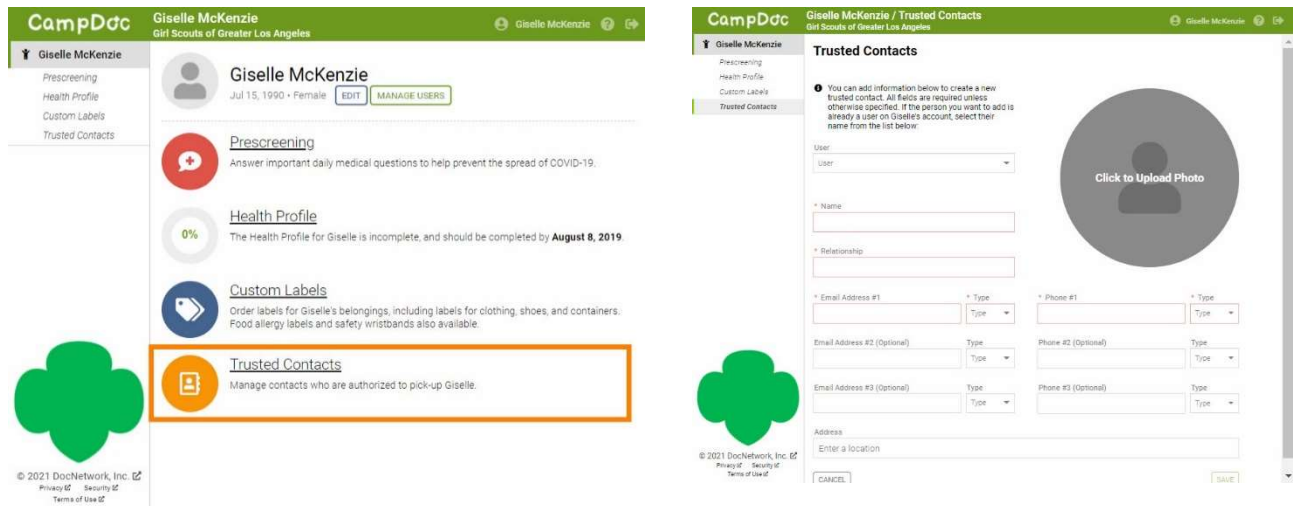 CampDoc
Giselle McKenzie
Girl Scouts of Greater Los Angeles
Giselle McKenzie
Giselle McKenzie
Prescreening
Health Profile
Custom Labels
Trusted Contacts
Giselle McKenzie
Jul 15, 1990 • Female EDIT MANAGE USERS
Prescreening
Answer important daily medical questions to help prevent the spread of COVID-19.
0%
Health Profile
The Health Profile for Giselle is incomplete, and should be completed by August 8, 2019.
Custom Labels
Order labels for Giselle's belongings, including labels for clothing, shoes, and containers.
Food allergy labels and safety wristbands also available.
Trusted Contacts
Manage contacts who are authorized to pick-up Giselle.
© 2021 DocNetwork, Inc.
Privacy Security
Terms of Use
CampDoc
Giselle McKenzie / Trusted Contacts
Girl Scouts of Greater Los Angeles
Giselle McKenzie
Giselle McKenzie
Prescreening
Health Profile
Custom Labels
Trusted Contacts
Trusted Contacts
You can add information below to create a new
trusted contact. All fields are required unless
otherwise specified. If the person you want to add is
already a user on Giselle's account, select their
name from the list below:
User
User
Click to Upload Photo
* Name
* Relationship
* Email Address #1 * Type * Phone #1 * Type
Type Type
Email Address #2 (Optional) Type Phone #2 (Optional) Type
Type Type
Email Address #3 (Optional) Type Phone #3 (Optional) Type
Type Type
Address
Enter a location
CANCEL SAVE
© 2021 DocNetwork, Inc.
Privacy Security
Terms of Use